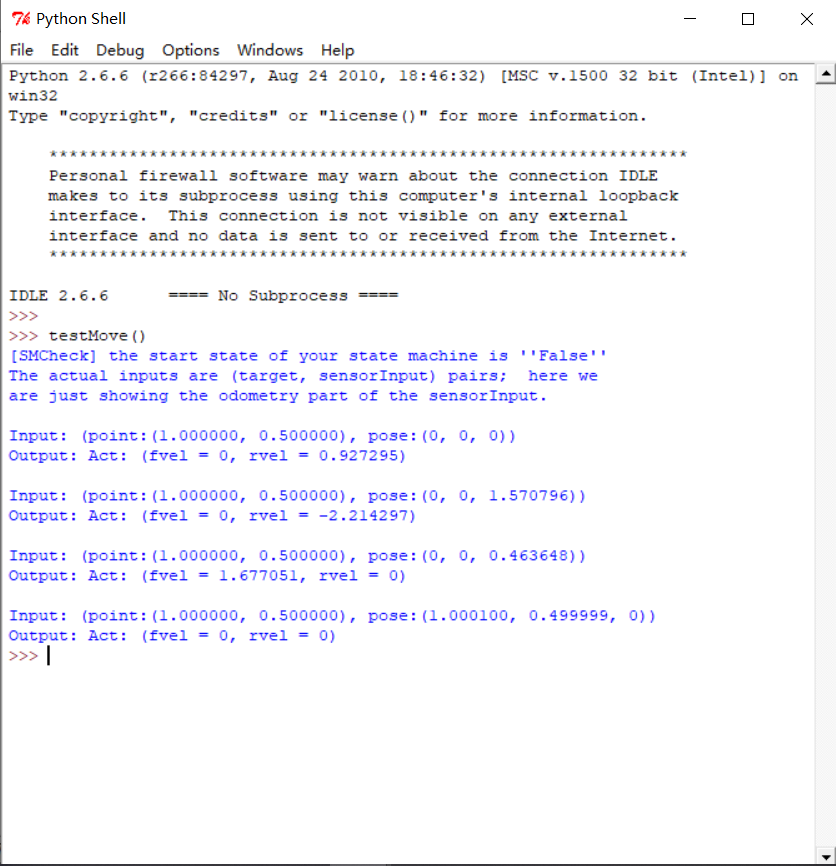 Python Shell
File Edit Debug Options Windows Help
Python 2.6.6 (r266:84297, Aug 24 2010, 18:46:32) [MSC v.1500 32 bit (Intel)] on
win32
Type "copyright", "credits" or "license()" for more information.
****************************************************************
Personal firewall software may warn about the connection IDLE
makes to its subprocess using this computer's internal loopback
interface.  This connection is not visible on any external
interface and no data is sent to or received from the Internet.
****************************************************************
IDLE 2.6.6      ==== No Subprocess ====
>>>
>>> testMove()
[SMCheck] the start state of your state machine is ''False''
The actual inputs are (target, sensorInput) pairs;  here we
are just showing the odometry part of the sensorInput.
Input: (point:(1.000000, 0.500000), pose:(0, 0, 0))
Output: Act: (fvel = 0, rvel = 0.927295)
Input: (point:(1.000000, 0.500000), pose:(0, 0, 1.570796))
Output: Act: (fvel = 0, rvel = -2.214297)
Input: (point:(1.000000, 0.500000), pose:(0, 0, 0.463648))
Output: Act: (fvel = 1.677051, rvel = 0)
Input: (point:(1.000000, 0.500000), pose:(1.000100, 0.499999, 0))
Output: Act: (fvel = 0, rvel = 0)
>>>